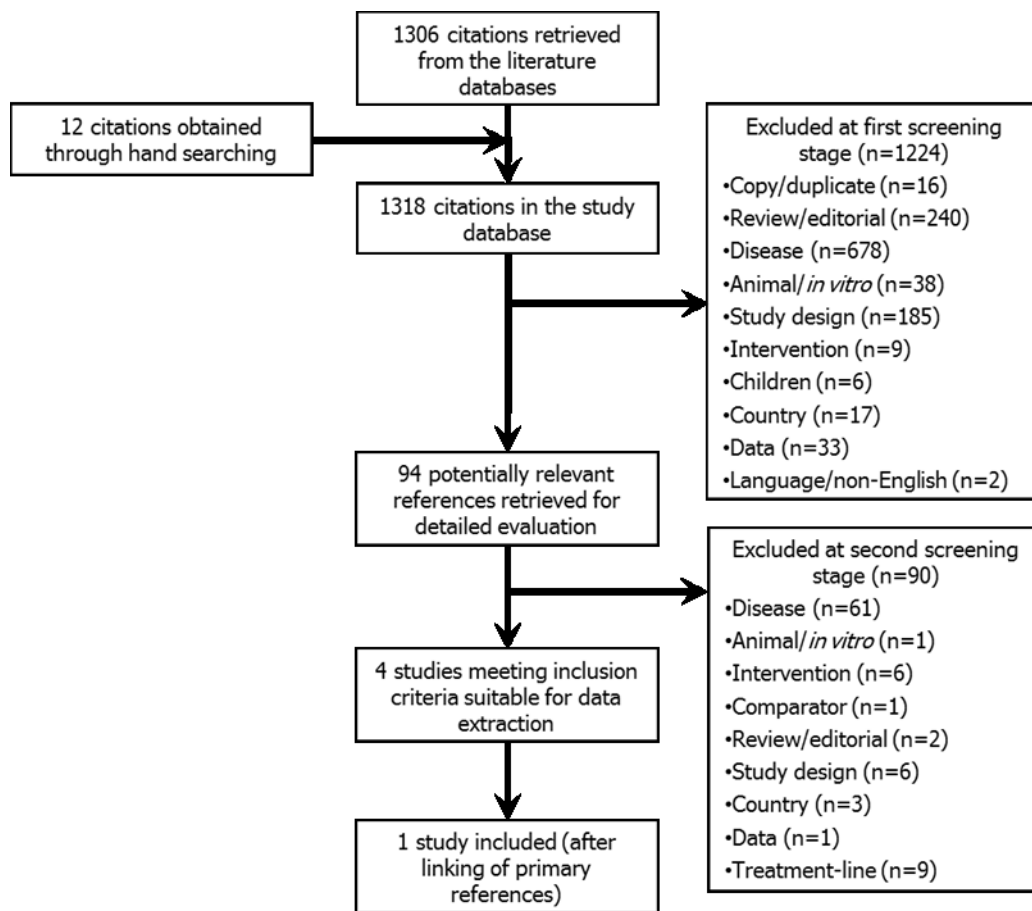 1306 citations retrieved
from the literature
databases
12 citations obtained
through hand searching
1318 citations in the study
database
Excluded at first screening
stage (n=1224)
•Copy/duplicate (n=16)
•Review/editorial (n=240)
•Disease (n=678)
•Animal/in vitro (n=38)
•Study design (n=185)
•Intervention (n=9)
•Children (n=6)
•Country (n=17)
•Data (n=33)
•Language/non-English (n=2)
94 potentially relevant
references retrieved for
detailed evaluation
Excluded at second screening
stage (n=90)
•Disease (n=61)
•Animal/in vitro (n=1)
•Intervention (n=6)
•Comparator (n=1)
•Review/editorial (n=2)
•Study design (n=6)
•Country (n=3)
•Data (n=1)
•Treatment-line (n=9)
4 studies meeting inclusion
criteria suitable for data
extraction
1 study included (after
linking of primary
references)